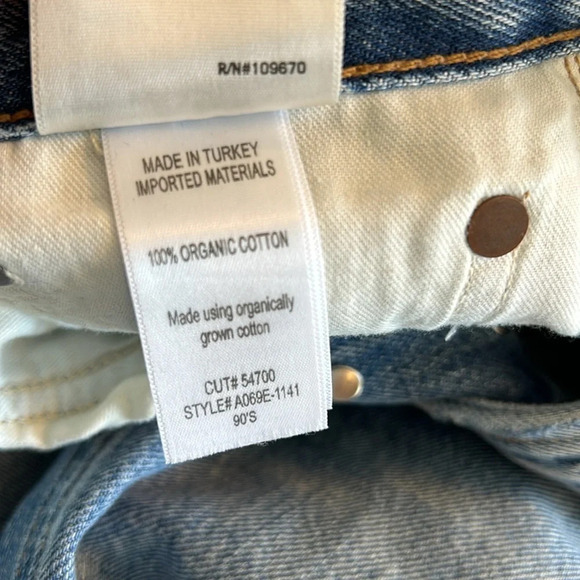 R/N#109670
MADE IN TURKEY
IMPORTED MATERIALS
100% ORGANIC COTTON
Made using organically
grown cotton
CUT# 54700
STYLE# A069E-1141
90'S